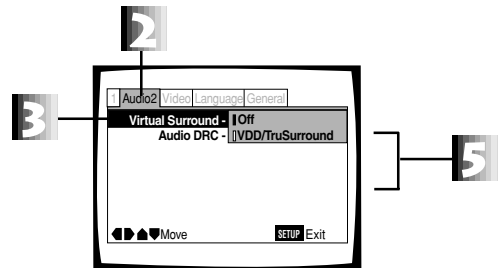 2
3
5
1 Audio2 Video Language General
Virtual Surround - Off
Audio DRC - VDD/TruSurround
Move SETUP Exit